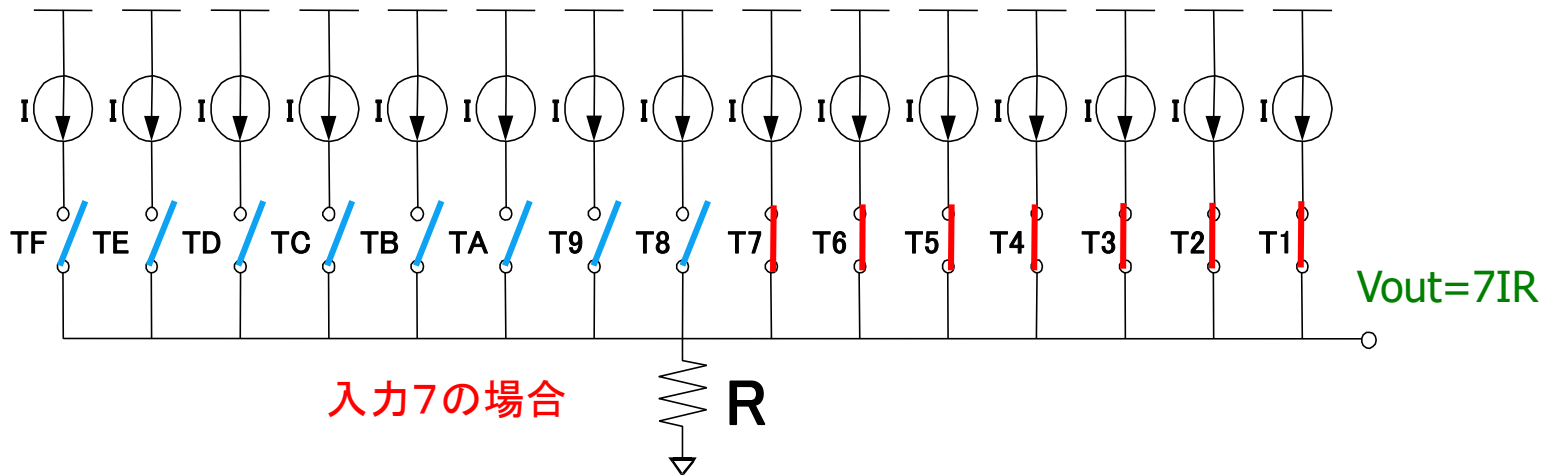 I I I I I I I I I I I I I I I
TF TE TD TC TB TA T9 T8 T7 T6 T5 T4 T3 T2 T1
Vout=7IR
入力7の場合
R